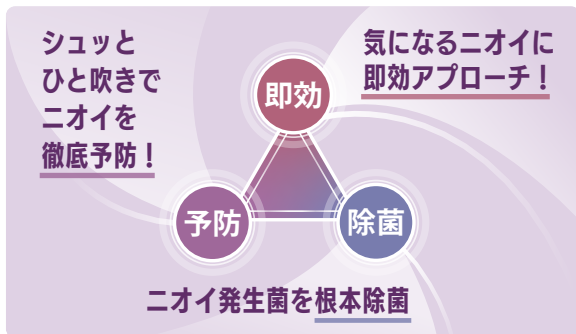 シュッと
ひと吹きで
ニオイを
徹底予防！
気になるニオイに
即効アプローチ！
即効
予防
除菌
ニオイ発生菌を根本除菌